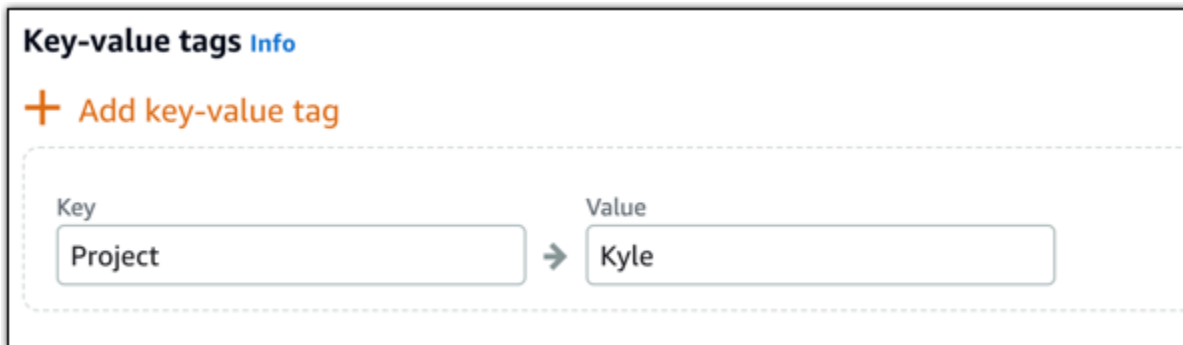 Key-value tags Info
+ Add key-value tag
Key Value
Project → Kyle